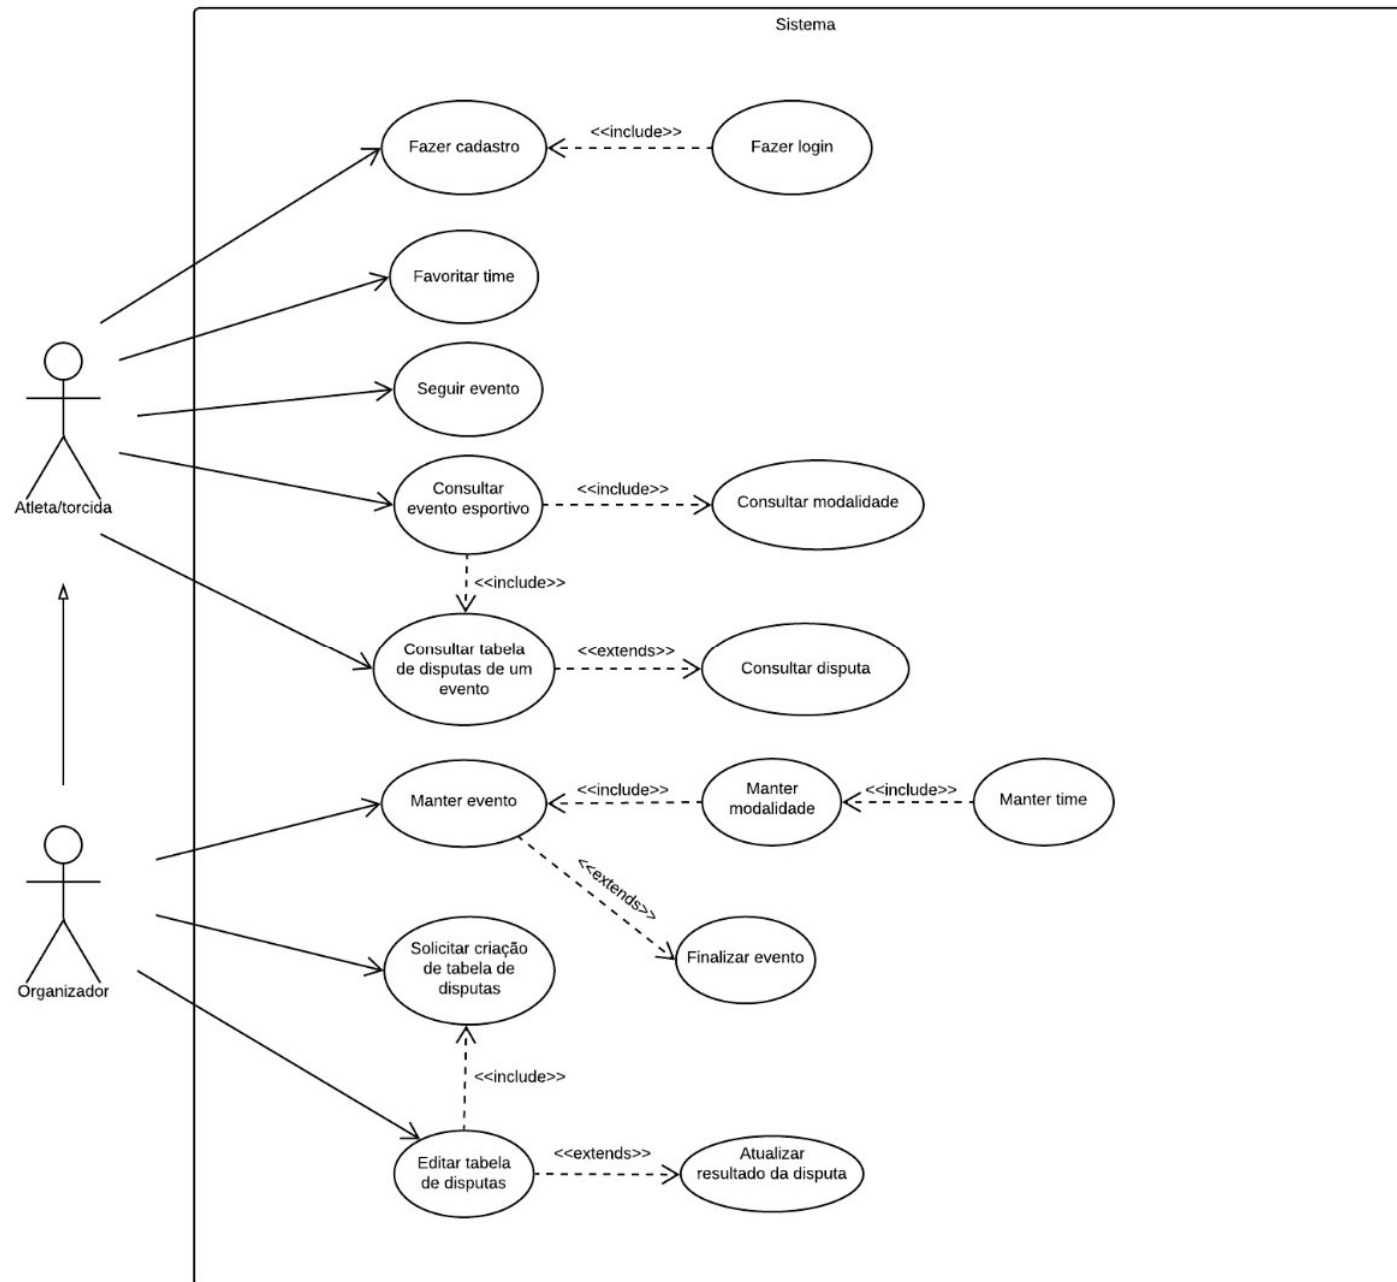 Sistema
Fazer cadastro
<<include>>
Fazer login
Favoritar time
Seguir evento
Atleta/torcida
Consultar
evento esportivo
<<include>>
Consultar modalidade
<<include>>
Consultar tabela
de disputas de um
evento
<<extends>>
Consultar disputa
Manter evento
<<include>>
Manter
modalidade
<<include>>
Manter time
<<extends>>
Finalizar evento
Organizador
Solicitar criação
de tabela de
disputas
<<include>>
Editar tabela
de disputas
<<extends>>
Atualizar
resultado da disputa